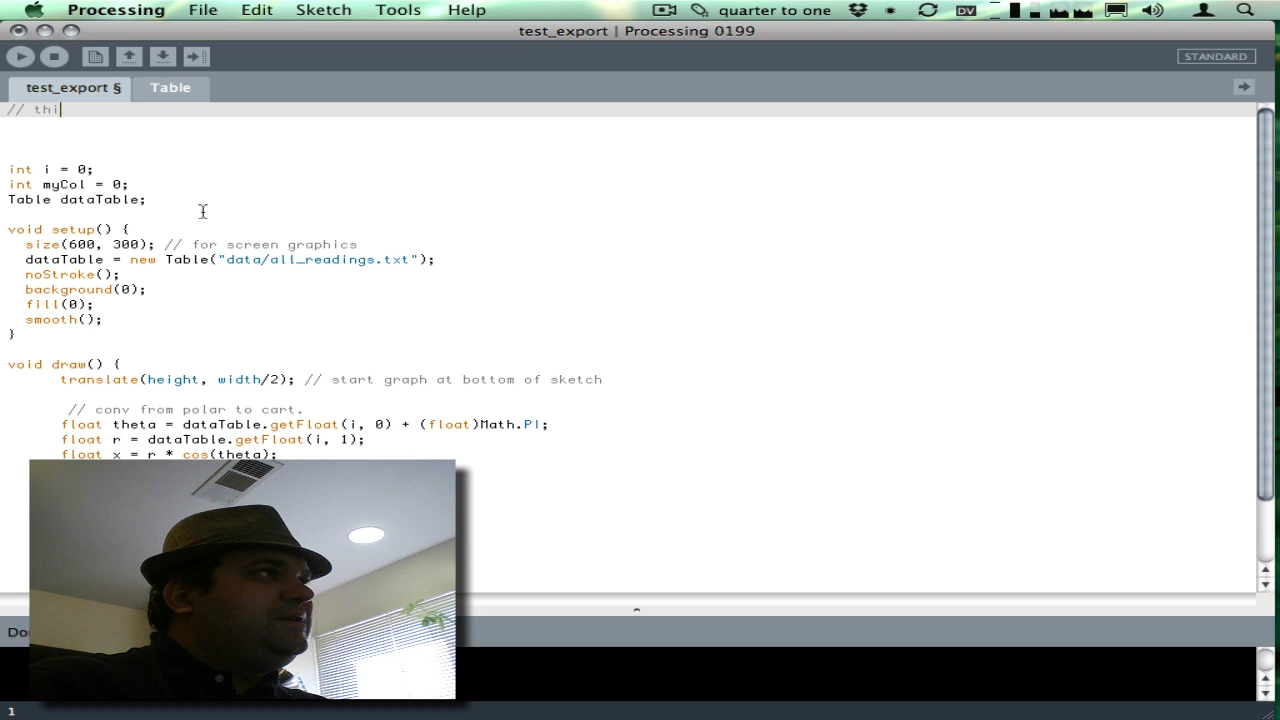 Processing File Edit Sketch Tools Help quarter to one DV
test_export | Processing 0199
STANDARD
test_export § Table
// thi
int i = 0;
int myCol = 0;
Table dataTable;
void setup() {
size(600, 300); // for screen graphics
dataTable = new Table("data/all_readings.txt");
noStroke();
background(0);
fill(0);
smooth();
}
void draw() {
translate(height, width/2); // start graph at bottom of sketch
// conv from polar to cart.
float theta = dataTable.getFloat(i, 0) + (float)Math.PI;
float r = dataTable.getFloat(i, 1);
float x = r * cos(theta);
1